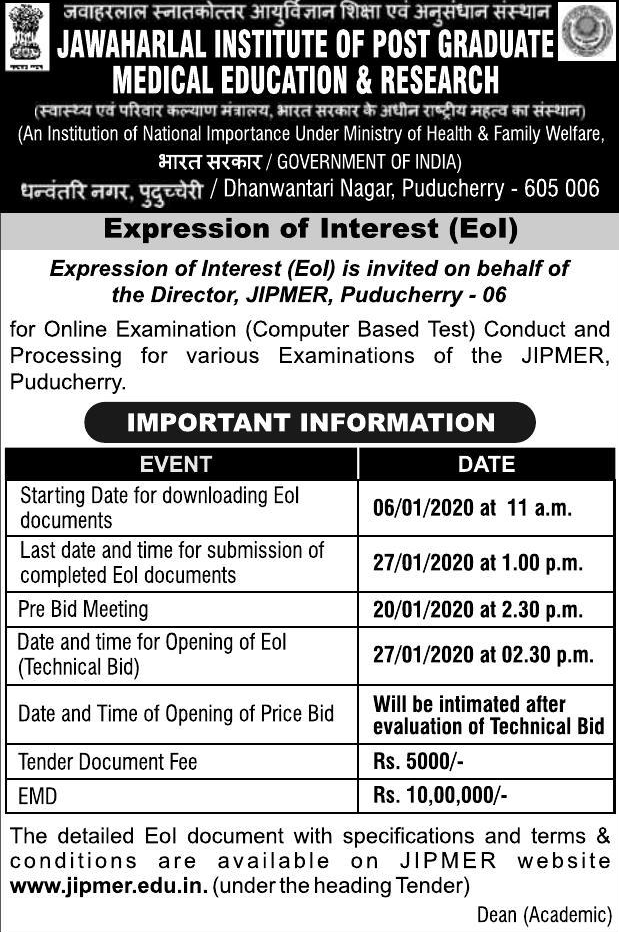 जवाहरलाल स्नातकोत्तर आयुर्विज्ञान शिक्षा एवं अनुसंधान संस्थान
JAWAHARLAL INSTITUTE OF POST GRADUATE
MEDICAL EDUCATION & RESEARCH
(स्वास्थ्य एवं परिवार कल्याण मंत्रालय, भारत सरकार के अधीन राष्ट्रीय महत्व का संस्थान)
(An Institution of National Importance Under Ministry of Health & Family Welfare,
भारत सरकार / GOVERNMENT OF INDIA)
धन्वंतरि नगर, पुदुच्चेरी / Dhanwantari Nagar, Puducherry - 605 006
Expression of Interest (EoI)
Expression of Interest (EoI) is invited on behalf of
the Director, JIPMER, Puducherry - 06
for Online Examination (Computer Based Test) Conduct and
Processing for various Examinations of the JIPMER,
Puducherry.
IMPORTANT INFORMATION
EVENT DATE
Starting Date for downloading EoI
documents
06/01/2020 at 11 a.m.
Last date and time for submission of
completed EoI documents
27/01/2020 at 1.00 p.m.
Pre Bid Meeting 20/01/2020 at 2.30 p.m.
Date and time for Opening of EoI
(Technical Bid)
27/01/2020 at 02.30 p.m.
Date and Time of Opening of Price Bid
Will be intimated after
evaluation of Technical Bid
Tender Document Fee Rs. 5000/-
EMD Rs. 10,00,000/-
The detailed EoI document with specifications and terms &
conditions are available on JIPMER website
www.jipmer.edu.in. (under the heading Tender)
Dean (Academic)